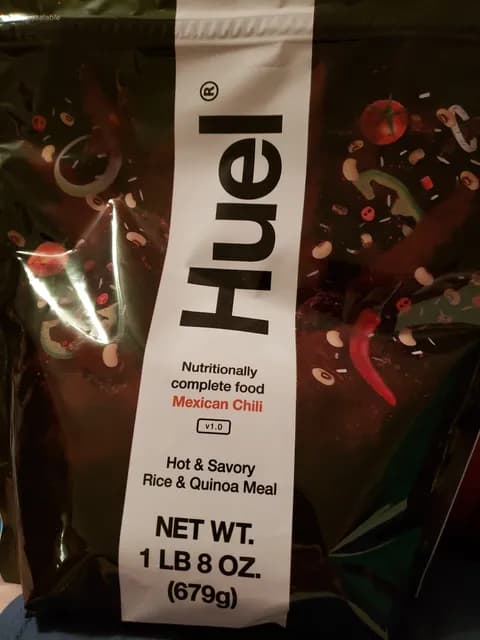 Huel®
Nutritionally
complete food
Mexican Chili
v1.0
Hot & Savory
Rice & Quinoa Meal
NET WT.
1 LB 8 OZ.
(679g)